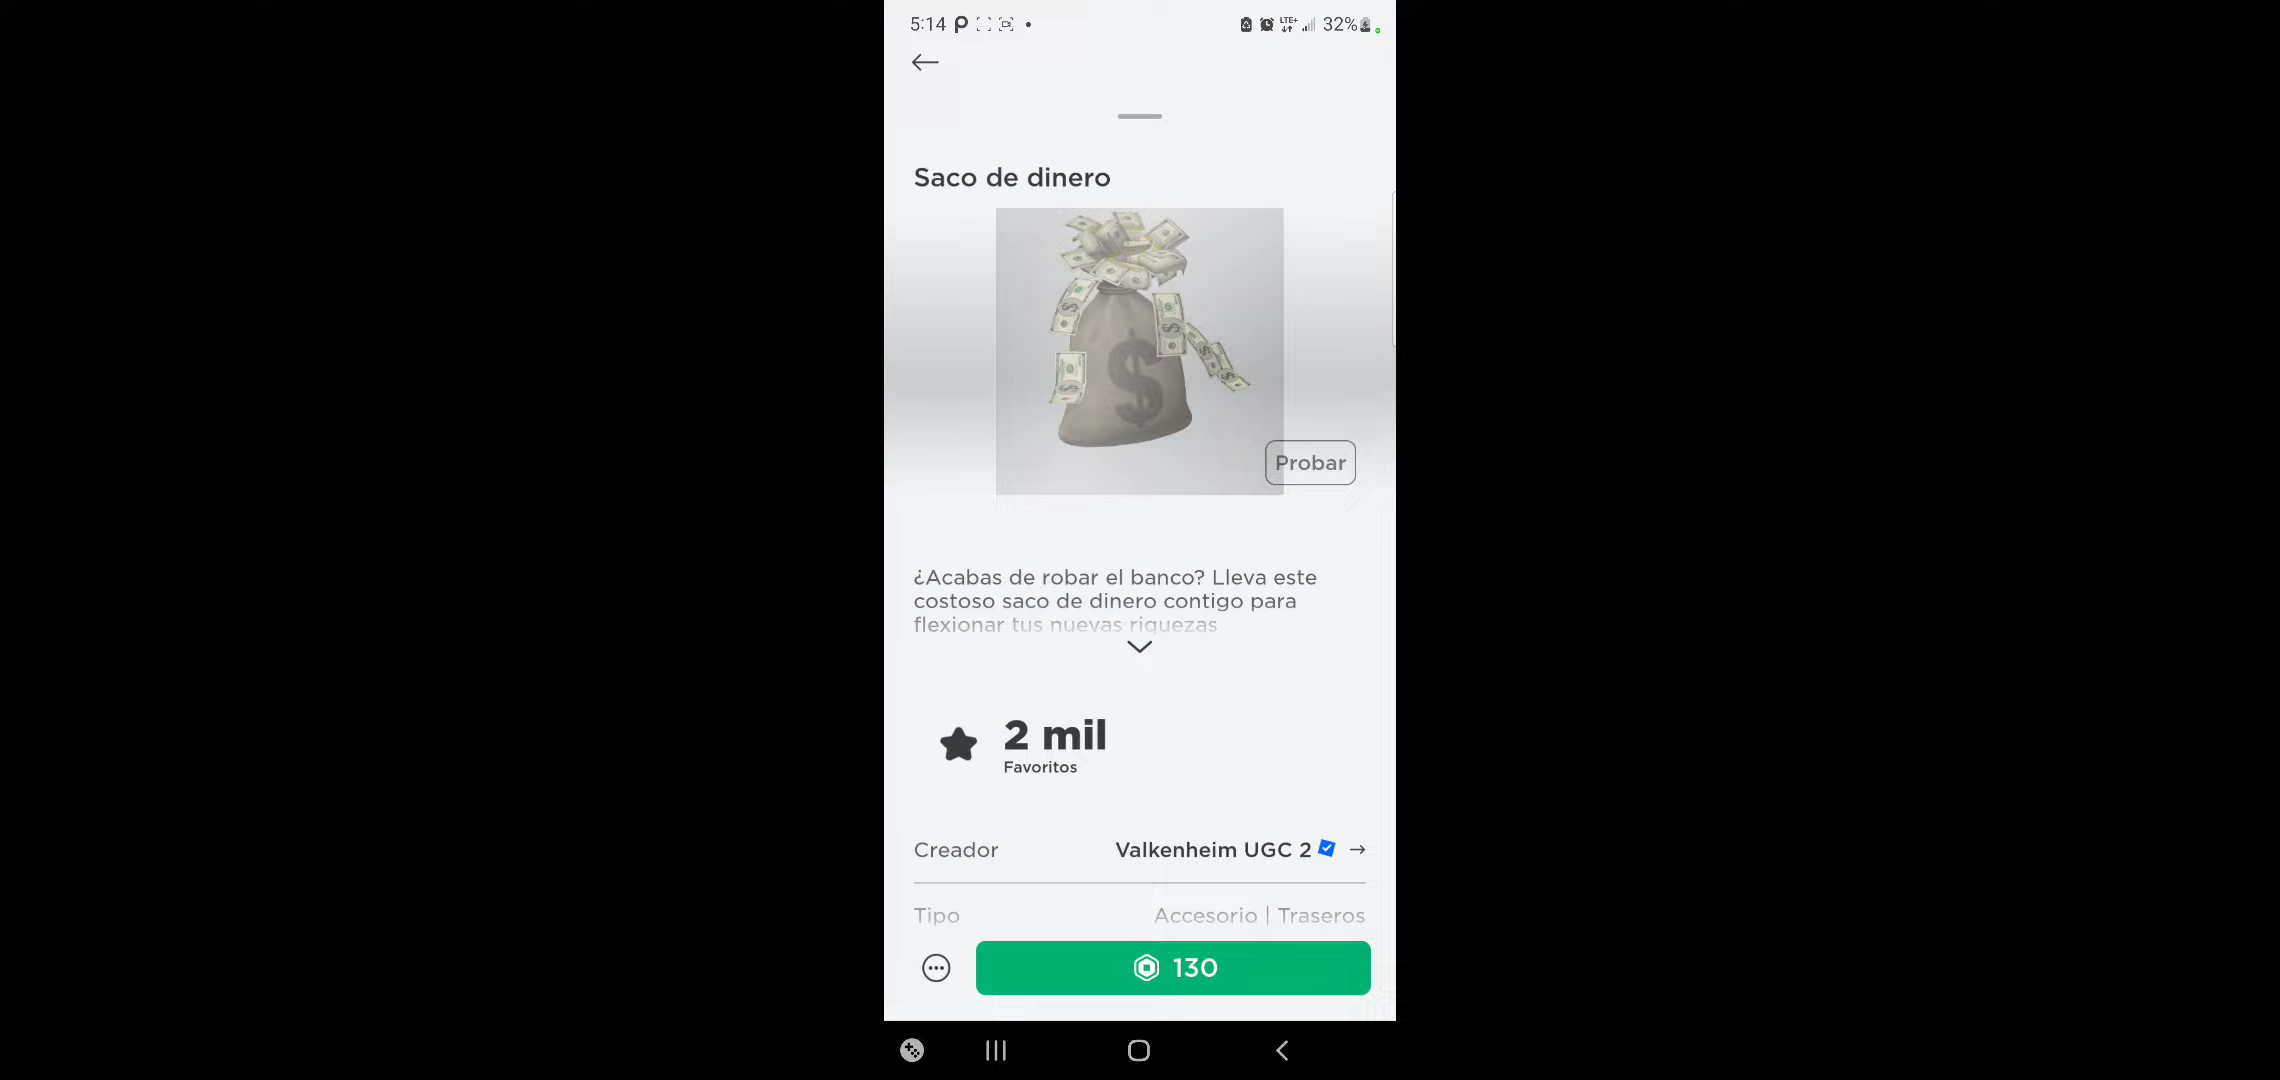 5:14
LTE+
32%
Saco de dinero
$
Probar
¿Acabas de robar el banco? Lleva este
costoso saco de dinero contigo para
flexionar tus nuevas riquezas
2 mil
Favoritos
Creador Valkenheim UGC 2
Tipo Accesorio | Traseros
130